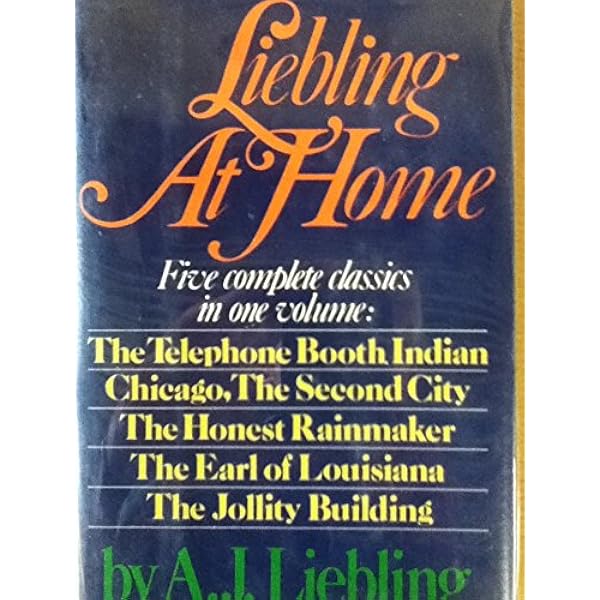 Liebling
At Home
Five complete classics
in one volume:
The Telephone Booth Indian
Chicago, The Second City
The Honest Rainmaker
The Earl of Louisiana
The Jollity Building
by A.J. Liebling